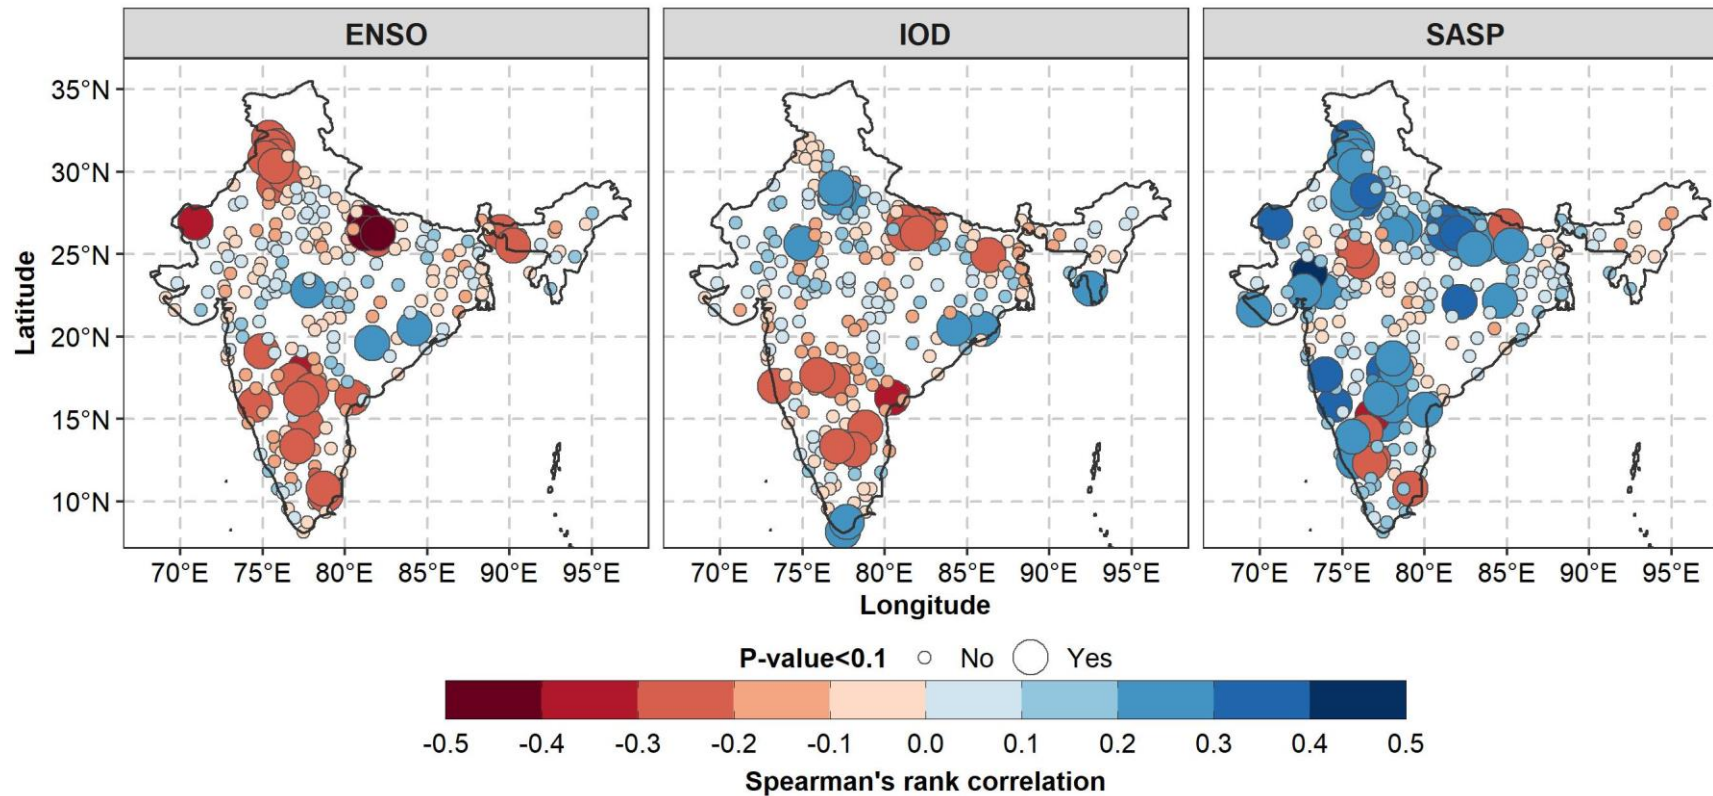 ENSO IOD SASP
35°N
30°N
25°N
20°N
15°N
10°N
Latitude
70°E 75°E 80°E 85°E 90°E 95°E 70°E 75°E 80°E 85°E 90°E 95°E 70°E 75°E 80°E 85°E 90°E 95°E
Longitude
P-value<0.1 No Yes
-0.5 -0.4 -0.3 -0.2 -0.1 0.0 0.1 0.2 0.3 0.4 0.5
Spearman's rank correlation